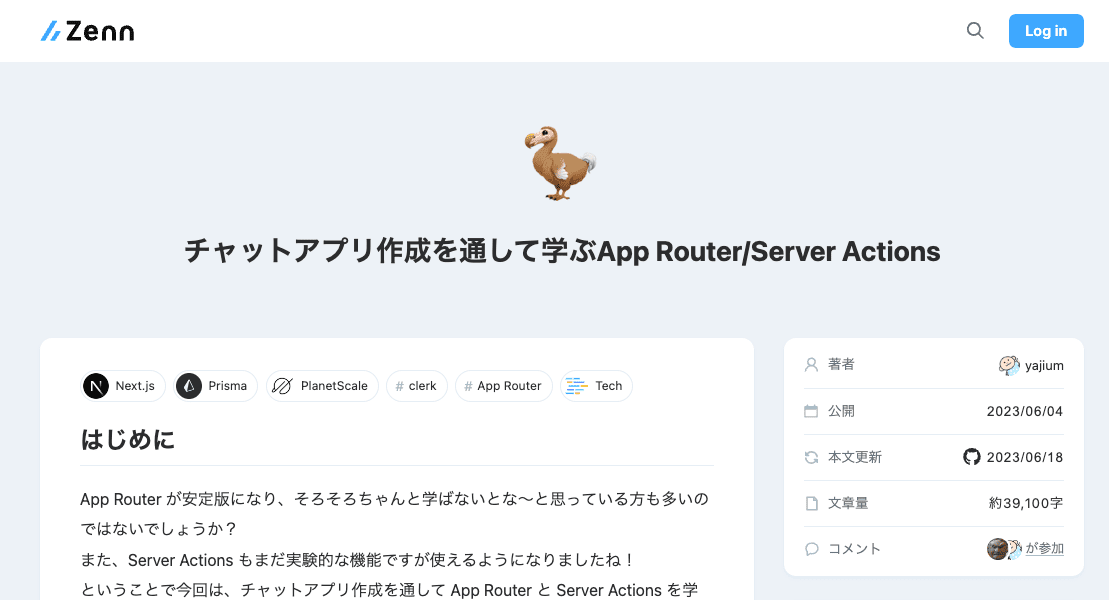 Zenn
Log in
チャットアプリ作成を通して学ぶApp Router/Server Actions
Next.js
Prisma
PlanetScale
# clerk
# App Router
Tech
はじめに
App Router が安定版になり、そろそろちゃんと学ばないとな〜と思っている方も多いの
ではないでしょうか？
また、Server Actions もまだ実験的な機能ですが使えるようになりましたね！
ということで今回は、チャットアプリ作成を通して App Router と Server Actions を学
著者
yajium
公開
2023/06/04
本文更新
2023/06/18
文章量
約39,100字
コメント
が参加